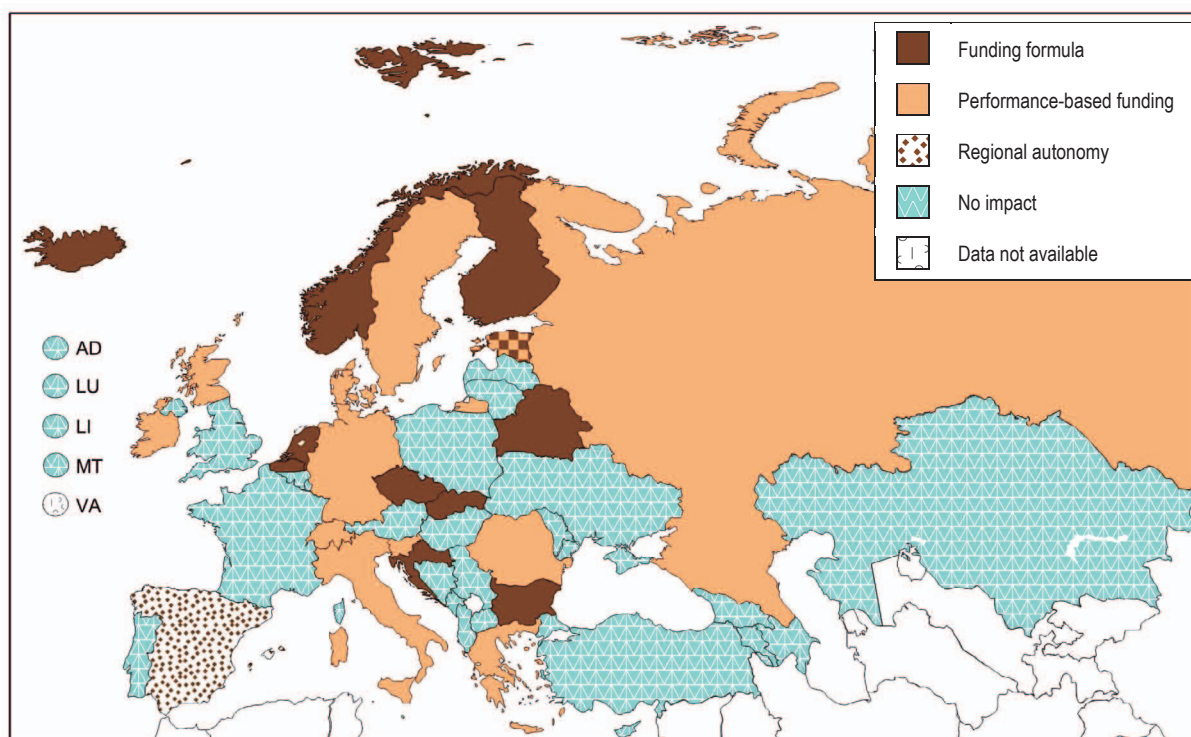 Funding formula
Performance-based funding
Regional autonomy
No impact
Data not available
AD
LU
LI
MT
VA